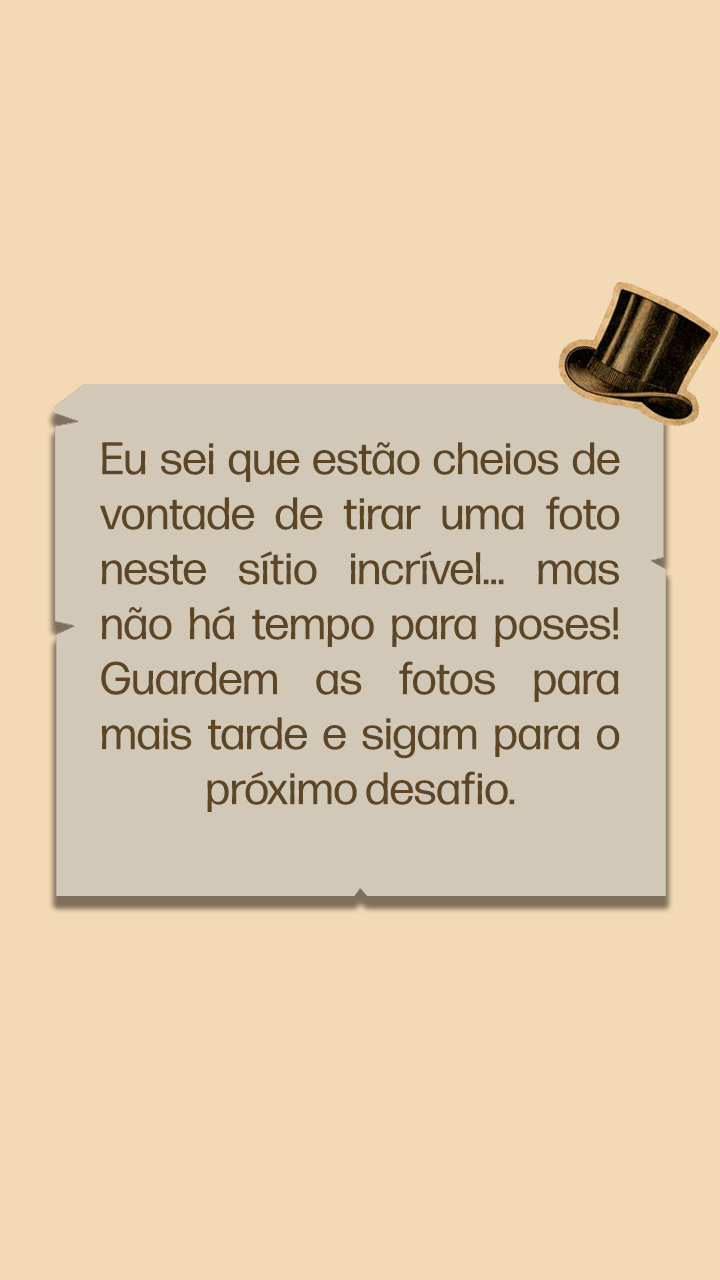 Eu sei que estão cheios de
vontade de tirar uma foto
neste sítio incrível... mas
não há tempo para poses!
Guardem as fotos para
mais tarde e sigam para o
próximo desafio.